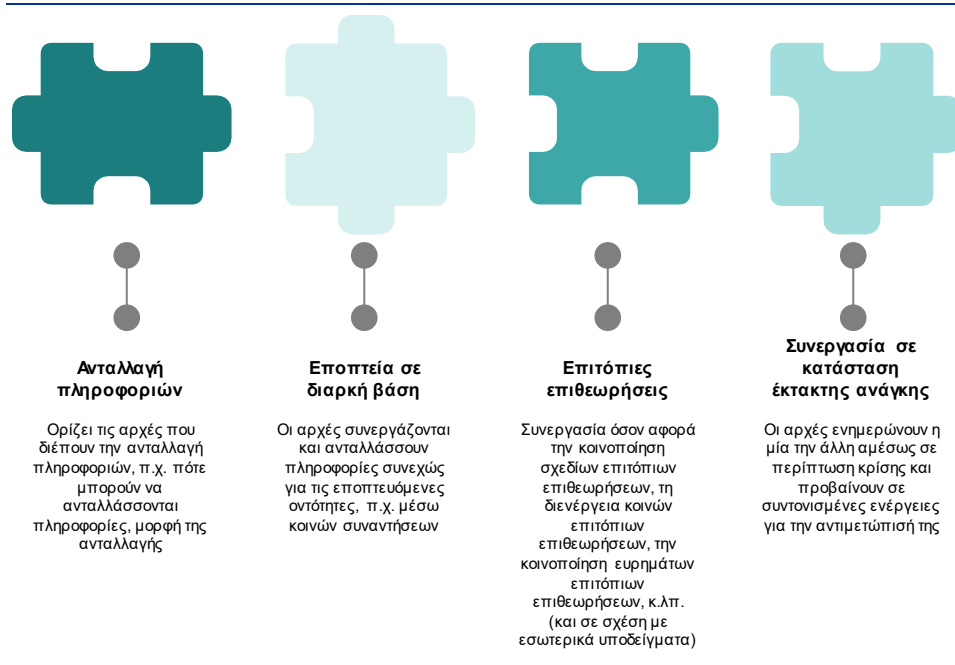 Ανταλλαγή
πληροφοριών
Ορίζει τις αρχές που
διέπουν την ανταλλαγή
πληροφοριών, π.χ. πότε
μπορούν να
ανταλλάσσονται
πληροφορίες, μορφή της
ανταλλαγής
Εποπτεία σε
διαρκή βάση
Οι αρχές συνεργάζονται
και ανταλλάσσουν
πληροφορίες συνεχώς
για τις εποπτευόμενες
οντότητες, π.χ. μέσω
κοινών συναντήσεων
Επιτόπιες
επιθεωρήσεις
Συνεργασία όσον αφορά
την κοινοποίηση
σχεδίων επιτόπιων
επιθεωρήσεων, τη
διενέργεια κοινών
επιτόπιων
επιθεωρήσεων, την
κοινοποίηση ευρημάτων
επιτόπιων
επιθεωρήσεων, κ.λπ.
(και σε σχέση με
εσωτερικά υποδείγματα)
Συνεργασία σε
κατάσταση
έκτακτης ανάγκης
Οι αρχές ενημερώνουν η
μία την άλλη αμέσως σε
περίπτωση κρίσης και
προβαίνουν σε
συντονισμένες ενέργειες
για την αντιμετώπισή της